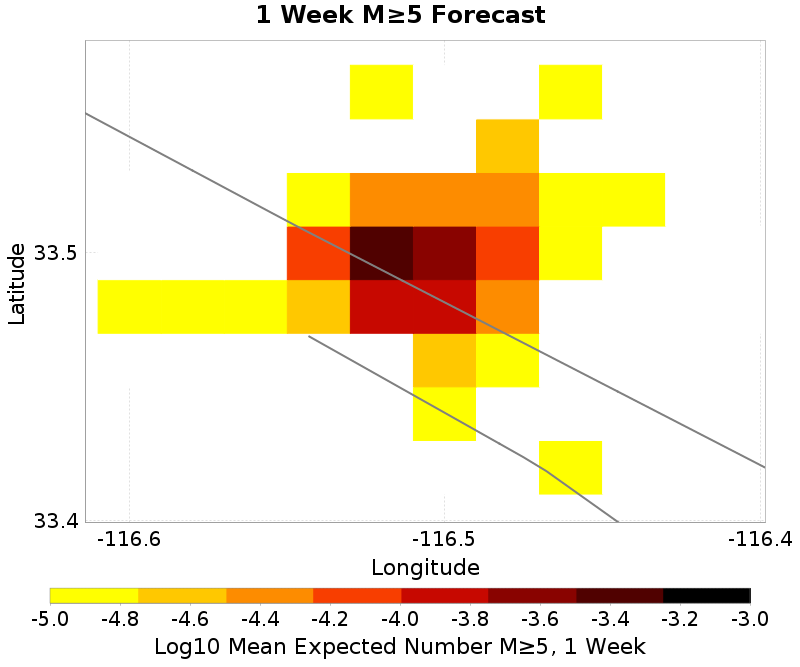 1 Week M≥5 Forecast
Latitude
33.5
33.4
-116.6 -116.5 -116.4
Longitude
-5.0 -4.8 -4.6 -4.4 -4.2 -4.0 -3.8 -3.6 -3.4 -3.2 -3.0
Log10 Mean Expected Number M≥5, 1 Week